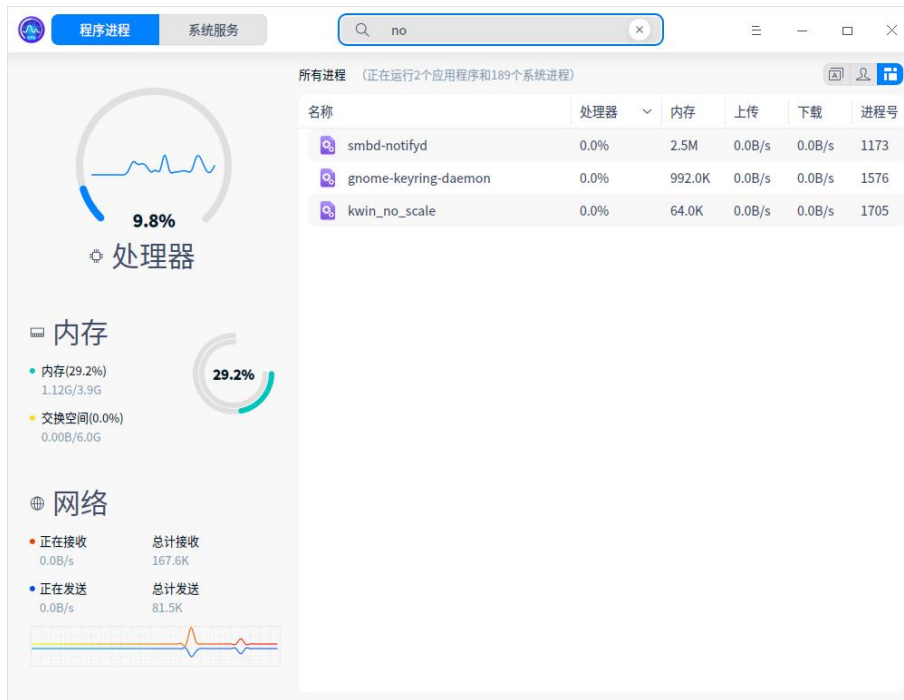 程序进程 系统服务 no
所有进程 （正在运行2个应用程序和189个系统进程）
名称 处理器 内存 上传 下载 进程号
smbd-notifyd 0.0% 2.5M 0.0B/s 0.0B/s 1173
gnome-keyring-daemon 0.0% 992.0K 0.0B/s 0.0B/s 1576
kwin_no_scale 0.0% 64.0K 0.0B/s 0.0B/s 1705
9.8%
处理器
内存
内存(29.2%)
1.12G/3.9G
29.2%
交换空间(0.0%)
0.00B/6.0G
网络
正在接收 总计接收
0.0B/s 167.6K
正在发送 总计发送
0.0B/s 81.5K